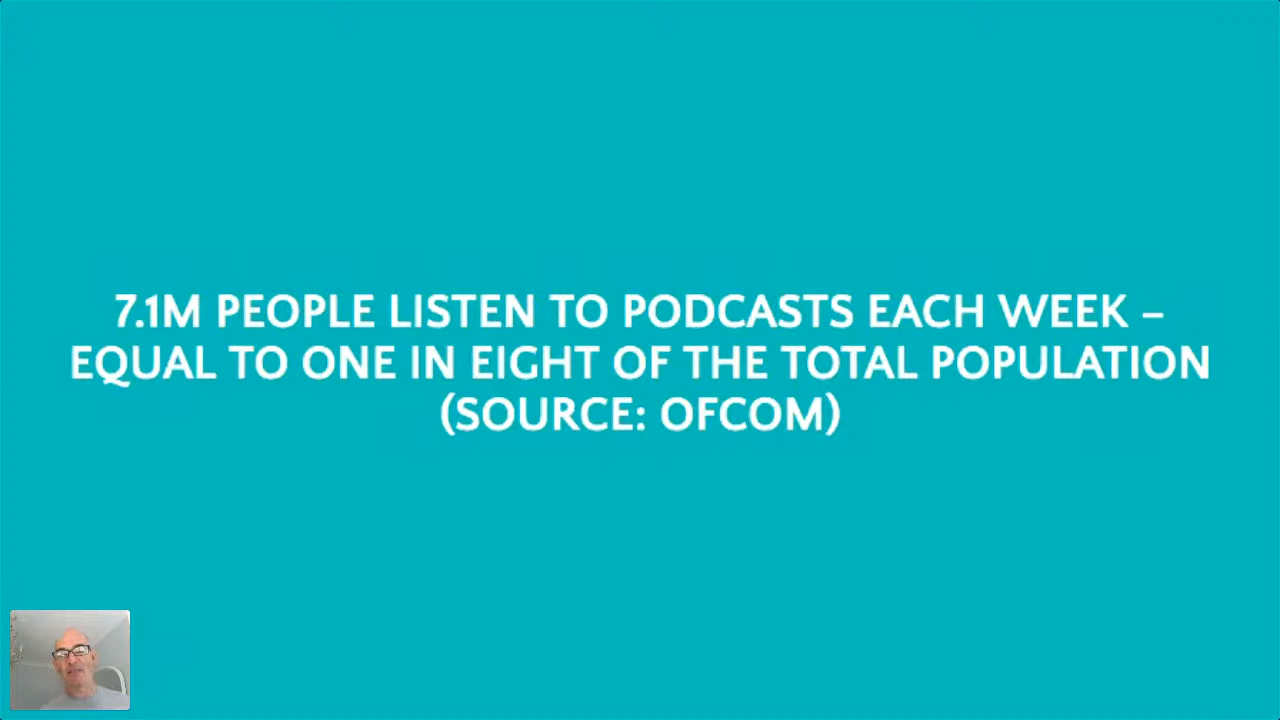 7.1M PEOPLE LISTEN TO PODCASTS EACH WEEK –
EQUAL TO ONE IN EIGHT OF THE TOTAL POPULATION
(SOURCE: OFCOM)